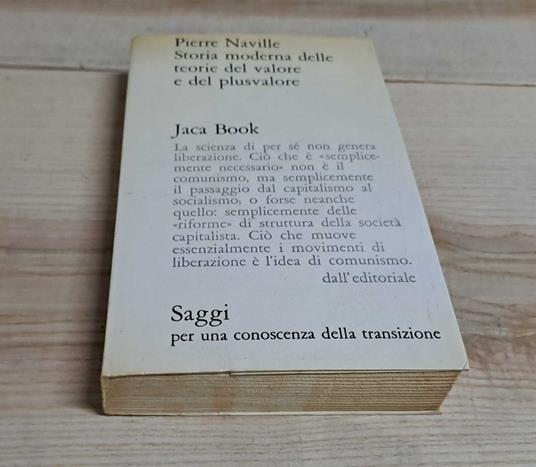 Pierre Naville
Storia moderna delle
teorie del valore
e del plusvalore
Jaca Book
La scienza di per sé non genera
liberazione. Ciò che è «semplice-
mente necessario» non è il
comunismo, ma semplicemente
il passaggio dal capitalismo al
socialismo; o forse neanche
quello: semplicemente delle
«riforme» di struttura della società
capitalista. Ciò che muove
essenzialmente i movimenti di
liberazione è l'idea di comunismo.
dall'editoriale
Saggi
per una conoscenza della transizione